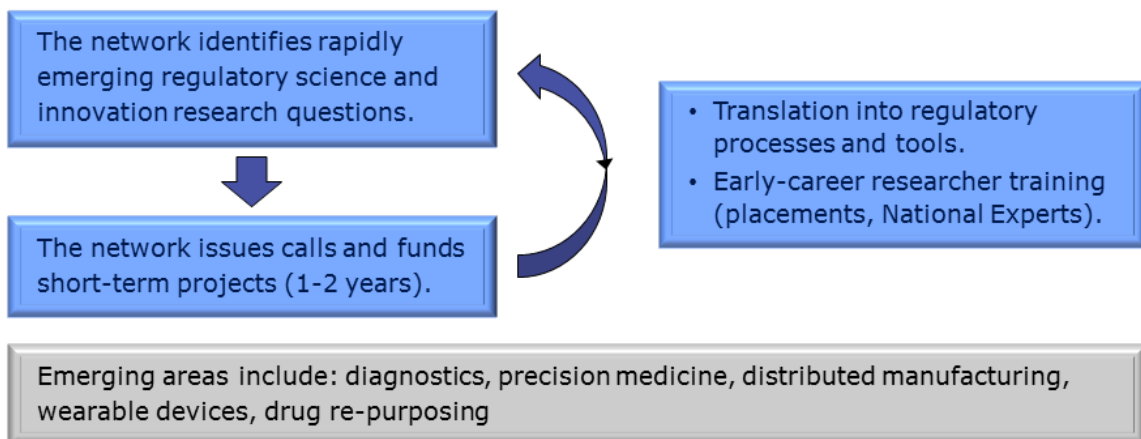 The network identifies rapidly
emerging regulatory science and
innovation research questions.
The network issues calls and funds
short-term projects (1-2 years).
• Translation into regulatory
processes and tools.
• Early-career researcher training
(placements, National Experts).
Emerging areas include: diagnostics, precision medicine, distributed manufacturing,
wearable devices, drug re-purposing